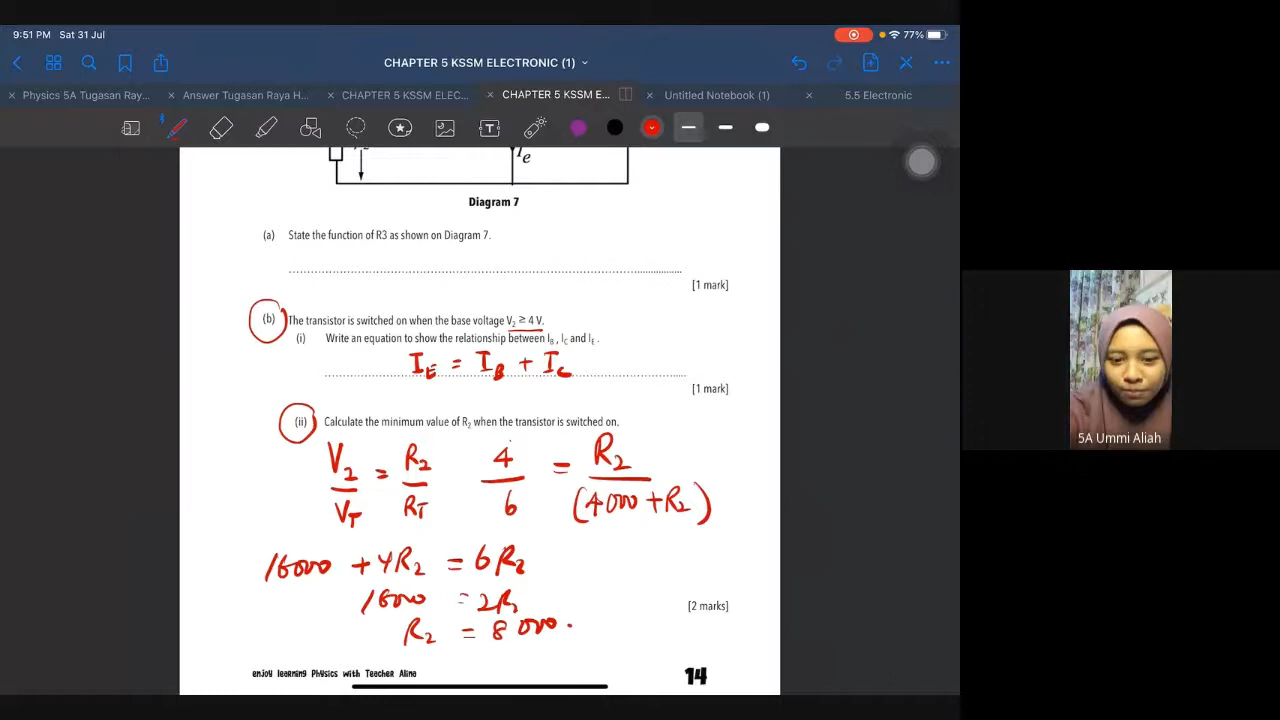 9:51 PM Sat 31 Jul
77%
CHAPTER 5 KSSM ELECTRONIC (1)
Physics 5A Tugasan Ray...
Answer Tugasan Raya H...
CHAPTER 5 KSSM ELEC...
CHAPTER 5 KSSM E...
Untitled Notebook (1)
5.5 Electronic
Ie
Diagram 7
(a) State the function of R3 as shown on Diagram 7.
[1 mark]
(b) The transistor is switched on when the base voltage V2 ≥ 4 V.
(i) Write an equation to show the relationship between IB , IC and IE .
IE = IB + IC
[1 mark]
(ii) Calculate the minimum value of R2 when the transistor is switched on.
V2/VT = R2/RT 4/6 = R2/(4000 + R2)
16000 + 4R2 = 6R2
16000 = 2R2
[2 marks]
R2 = 8000.
enjoy learning Physics with Teacher Alina
14
5A Ummi Aliah